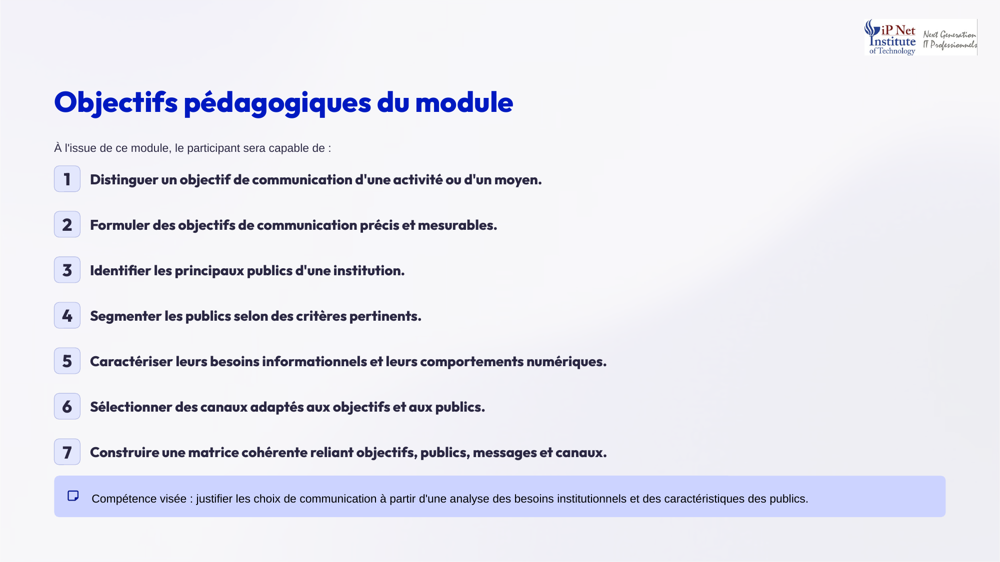 iP Net
Institute
of Technology
Next Generation
IT Professionnels
Objectifs pédagogiques du module
À l'issue de ce module, le participant sera capable de :
1 Distinguer un objectif de communication d'une activité ou d'un moyen.
2 Formuler des objectifs de communication précis et mesurables.
3 Identifier les principaux publics d'une institution.
4 Segmenter les publics selon des critères pertinents.
5 Caractériser leurs besoins informationnels et leurs comportements numériques.
6 Sélectionner des canaux adaptés aux objectifs et aux publics.
7 Construire une matrice cohérente reliant objectifs, publics, messages et canaux.
Compétence visée : justifier les choix de communication à partir d'une analyse des besoins institutionnels et des caractéristiques des publics.